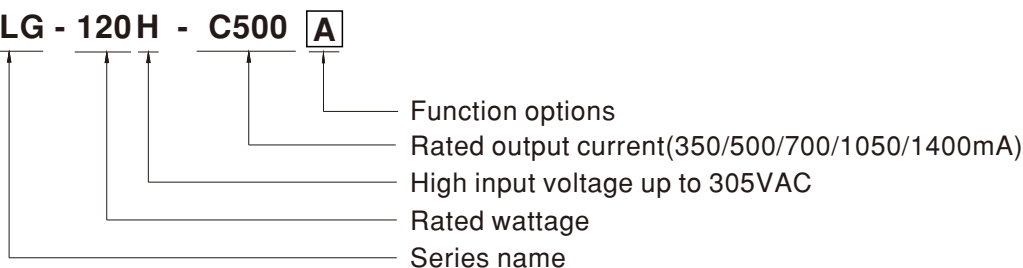 LG - 120H - C500 A
Function options
Rated output current(350/500/700/1050/1400mA)
High input voltage up to 305VAC
Rated wattage
Series name